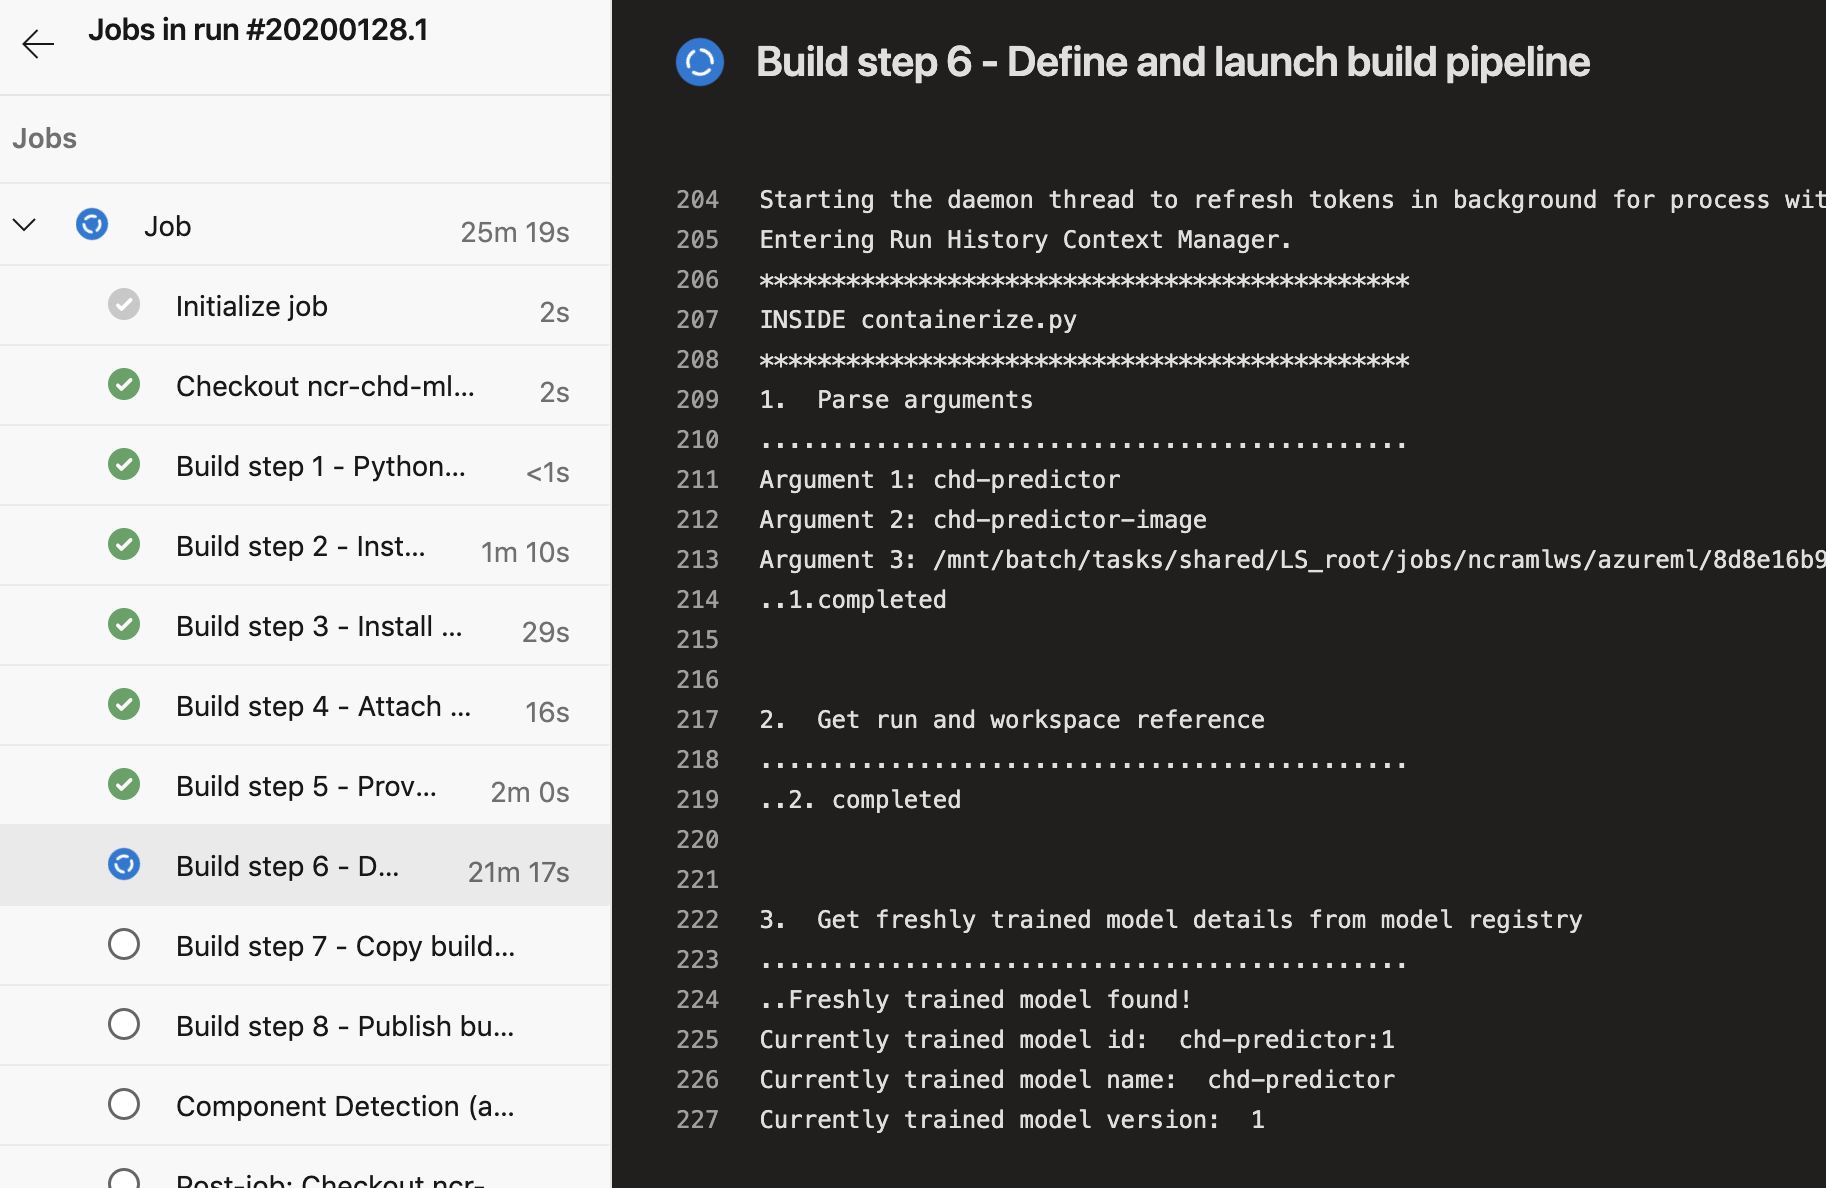 Jobs in run #20200128.1
Jobs
Job 25m 19s
Initialize job 2s
Checkout ncr-chd-ml... 2s
Build step 1 - Python... <1s
Build step 2 - Inst... 1m 10s
Build step 3 - Install ... 29s
Build step 4 - Attach ... 16s
Build step 5 - Prov... 2m 0s
Build step 6 - D... 21m 17s
Build step 7 - Copy build...
Build step 8 - Publish bu...
Component Detection (a...
Post-job: Checkout ncr-
Build step 6 - Define and launch build pipeline
204 Starting the daemon thread to refresh tokens in background for process wit
205 Entering Run History Context Manager.
206 *********************************************
207 INSIDE containerize.py
208 *********************************************
209 1.  Parse arguments
210 .............................................
211 Argument 1: chd-predictor
212 Argument 2: chd-predictor-image
213 Argument 3: /mnt/batch/tasks/shared/LS_root/jobs/ncramlws/azureml/8d8e16b9
214 ..1.completed
215
216
217 2.  Get run and workspace reference
218 .............................................
219 ..2. completed
220
221
222 3.  Get freshly trained model details from model registry
223 .............................................
224 ..Freshly trained model found!
225 Currently trained model id:  chd-predictor:1
226 Currently trained model name:  chd-predictor
227 Currently trained model version:  1